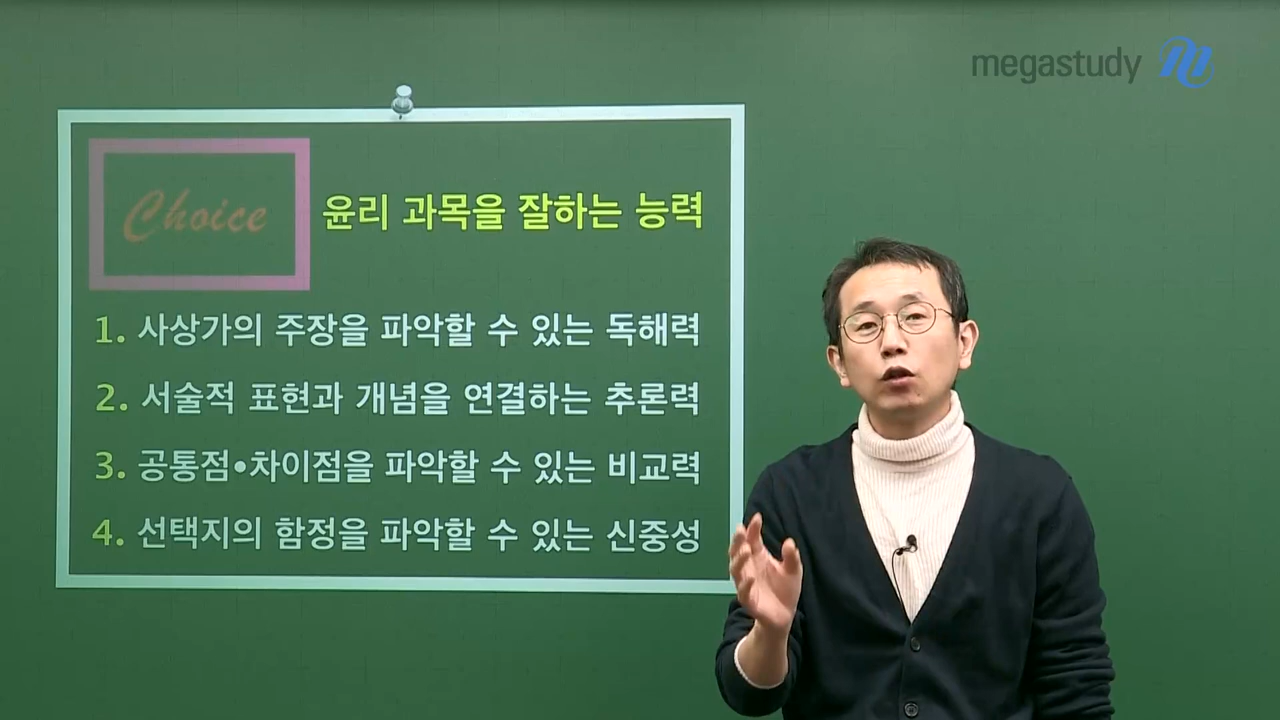 megastudy
Choice 윤리 과목을 잘하는 능력
1. 사상가의 주장을 파악할 수 있는 독해력
2. 서술적 표현과 개념을 연결하는 추론력
3. 공통점•차이점을 파악할 수 있는 비교력
4. 선택지의 함정을 파악할 수 있는 신중성